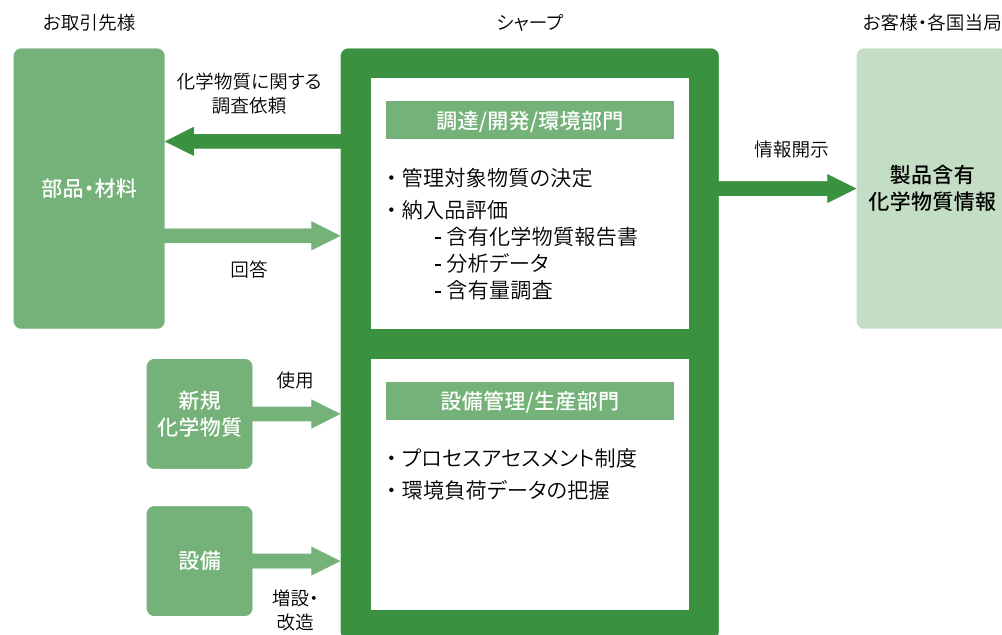 お取引先様
シャープ
お客様・各国当局
化学物質に関する
調査依頼
部品・材料
回答
調達/開発/環境部門
・管理対象物質の決定
・納入品評価
- 含有化学物質報告書
- 分析データ
- 含有量調査
情報開示
製品含有
化学物質情報
新規
化学物質
使用
設備管理/生産部門
・プロセスアセスメント制度
・環境負荷データの把握
設備
増設・
改造